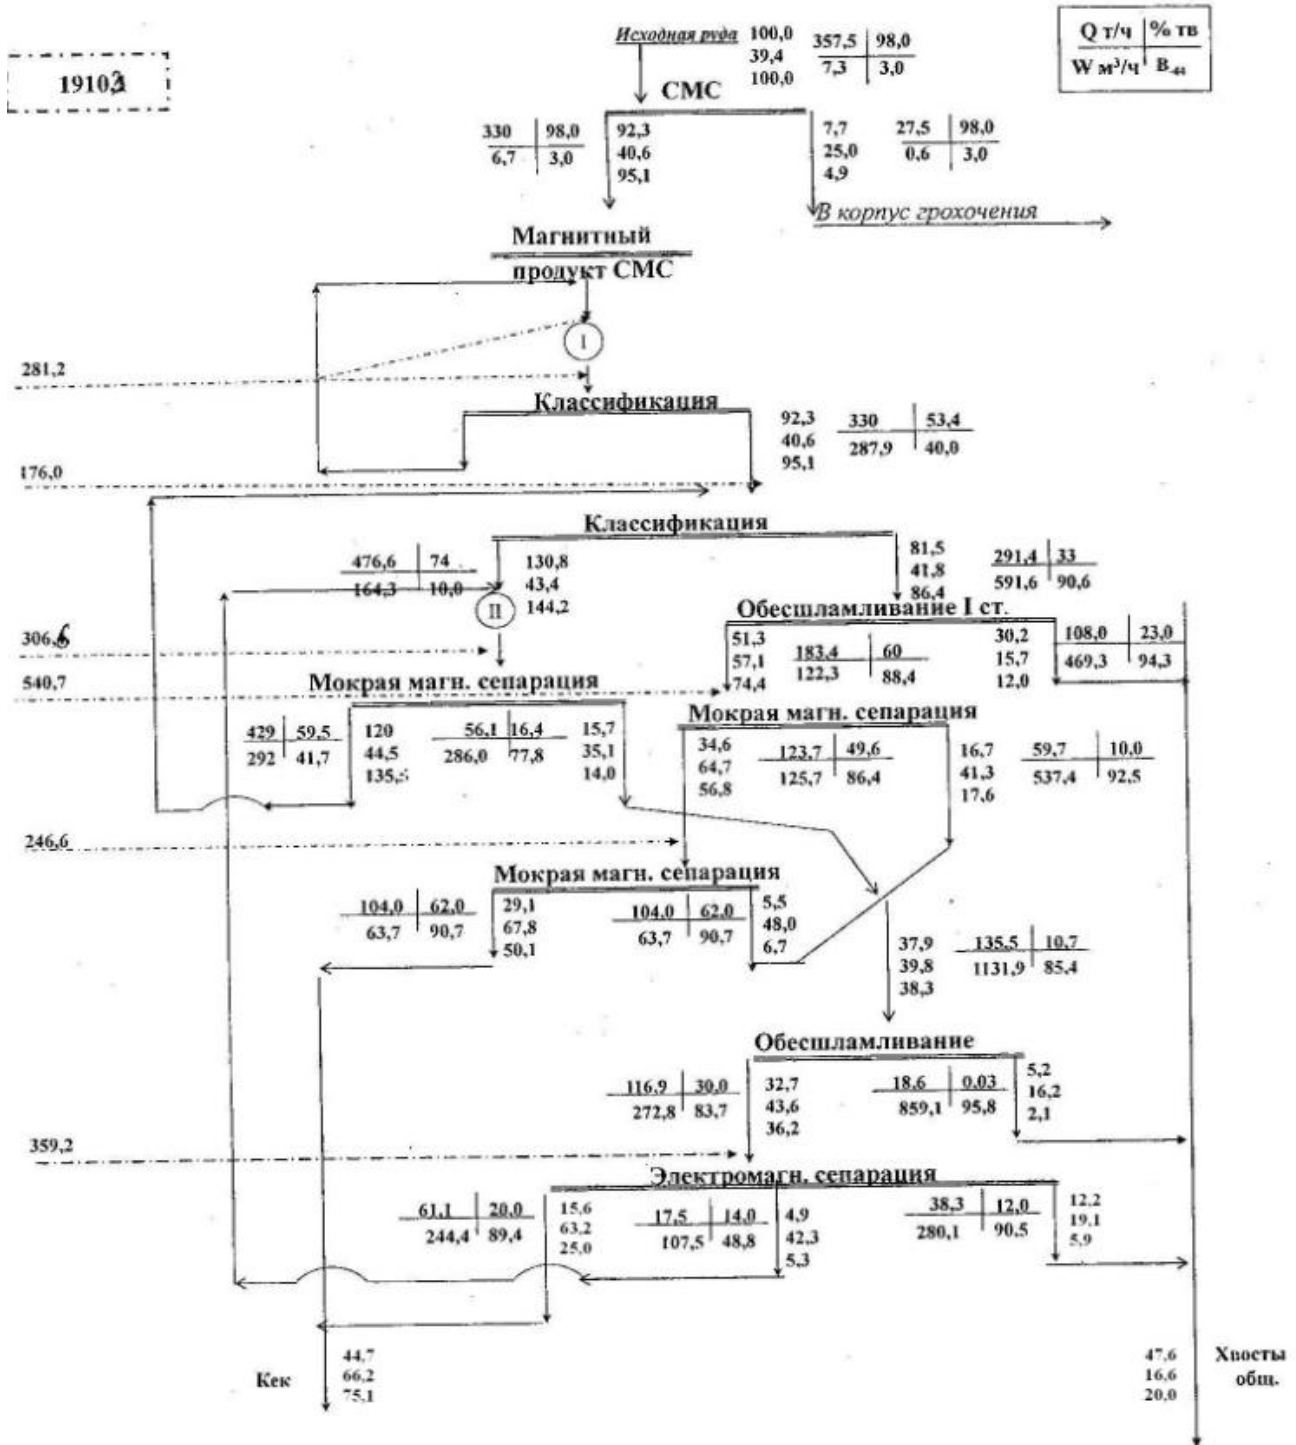 Исходная руда 100,0 357,5 98,0
39,4 7,3 3,0
100,0
Q т/ч % тв
W м³/ч В-44
1910,
СМС
330 98,0 92,3 7,7 27,5 98,0
6,7 3,0 40,6 25,0 0,6 3,0
95,1 4,9
В корпус грохочения
Магнитный
продукт СМС
I
281,2
Классификация
92,3 330 53,4
40,6 287,9 40,0
95,1
176,0
Классификация
476,6 74 130,8 81,5 291,4 33
164,3 10,0 43,4 41,8 591,6 90,6
144,2 86,4
II
Обесшламливание I ст.
306,6
51,3 183,4 60 30,2 108,0 23,0
57,1 122,3 88,4 15,7 469,3 94,3
74,4 12,0
540,7
Мокрая магн. сепарация
429 59,5 120 56,1 16,4 15,7
292 41,7 44,5 286,0 77,8 35,1
135,5 14,0
Мокрая магн. сепарация
34,6 123,7 49,6 16,7 59,7 10,0
64,7 125,7 86,4 41,3 537,4 92,5
56,8 17,6
246,6
Мокрая магн. сепарация
104,0 62,0 29,1 104,0 62,0 5,5
63,7 90,7 67,8 63,7 90,7 48,0
50,1 6,7
37,9 135,5 10,7
39,8 1131,9 85,4
38,3
Обесшламливание
116,9 30,0 32,7 18,6 0,03 5,2
272,8 83,7 43,6 859,1 95,8 16,2
36,2 2,1
359,2
Электромагн. сепарация
61,1 20,0 15,6 17,5 14,0 4,9 38,3 12,0 12,2
244,4 89,4 63,2 107,5 48,8 42,3 280,1 90,5 19,1
25,0 5,3 5,9
Кек 44,7
66,2
75,1
47,6 Хвосты
16,6 общ.
20,0